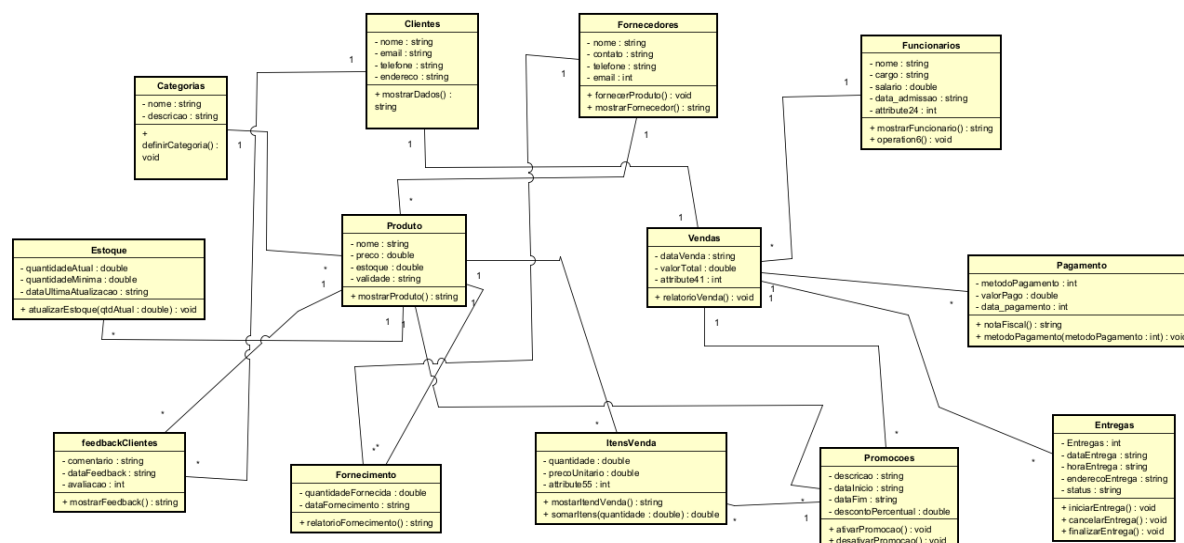 Clientes
- nome : string
- email : string
- telefone : string
- endereco : string
+ mostrarDados() :
string
Fornecedores
- nome : string
- contato : string
- telefone : string
- email : int
+ fornecerProduto() : void
+ mostrarFornecedor() : string
Funcionarios
- nome : string
- cargo : string
- salario : double
- data_admissao : string
- attribute24 : int
+ mostrarFuncionario() : string
+ operation6() : void
Categorias
- nome : string
- descricao : string
+
definirCategoria() :
void
1
1
1
1
1
1
1
*
1
*
*
Produto
- nome : string
- preco : double
- estoque : double
- validade : string
+ mostrarProduto() : string
Vendas
- dataVenda : string
- valorTotal : double
- attribute41 : int
+ relatorioVenda() : void
Estoque
- quantidadeAtual : double
- quantidadeMinima : double
- dataUltimaAtualizacao : string
+ atualizarEstoque(qtdAtual : double) : void
Pagamento
- metodoPagamento : int
- valorPago : double
- data_pagamento : int
+ notaFiscal() : string
+ metodoPagamento(metodoPagamento : int) : void
*
1
1
1
*
*
1
1
1
*
*
*
**
*
*
*
feedbackClientes
- comentario : string
- dataFeedback : string
- avaliacao : int
+ mostrarFeedback() : string
Fornecimento
- quantidadeFornecida : double
- dataFornecimento : string
+ relatorioFornecimento() : string
ItensVenda
- quantidade : double
- precoUnitario : double
- attribute55 : int
+ mostarItendVenda() : string
+ somarItens(quantidade : double) : double
*
1
Promocoes
- descricao : string
- dataInicio : string
- dataFim : string
- descontoPercentual : double
+ ativarPromocao() : void
+ desativarPromocao() : void
Entregas
- Entregas : int
- dataEntrega : string
- horaEntrega : string
- enderecoEntrega : string
- status : string
+ iniciarEntrega() : void
+ cancelarEntrega() : void
+ finalizarEntrega() : void